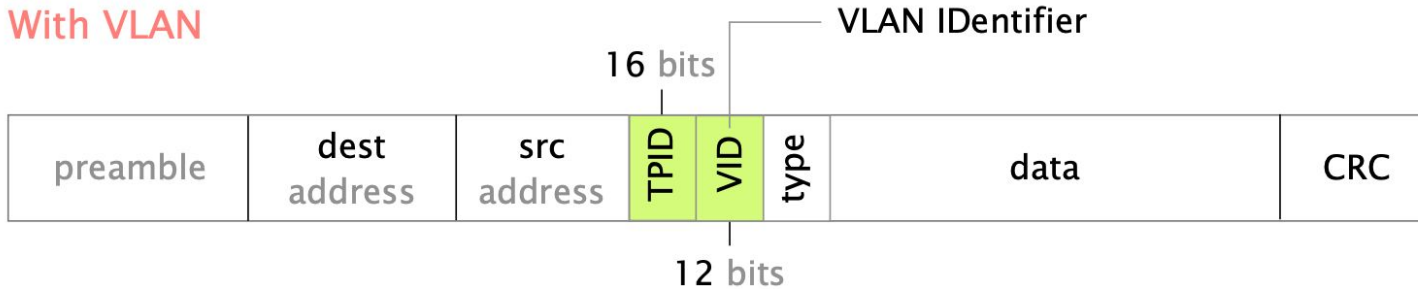 With VLAN
VLAN IDentifier
16 bits
preamble
dest
address
src
address
TPID
VID
type
data
CRC
12 bits